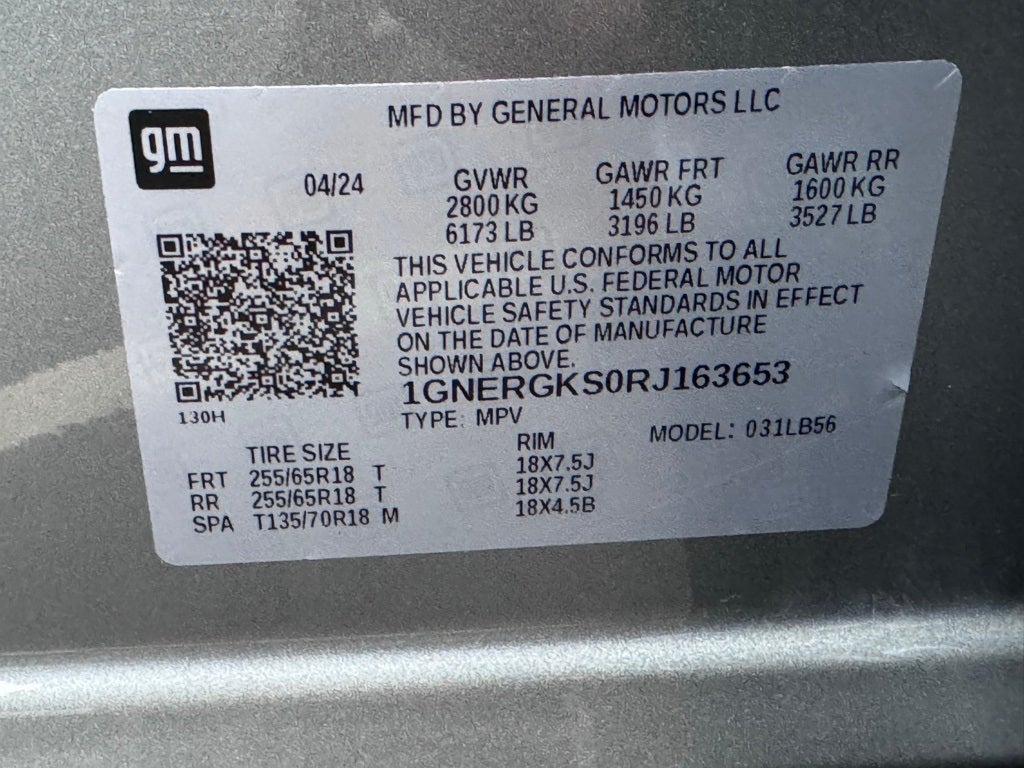 MFD BY GENERAL MOTORS LLC
gm
04/24 GVWR GAWR FRT GAWR RR
2800 KG 1450 KG 1600 KG
6173 LB 3196 LB 3527 LB
THIS VEHICLE CONFORMS TO ALL
APPLICABLE U.S. FEDERAL MOTOR
VEHICLE SAFETY STANDARDS IN EFFECT
ON THE DATE OF MANUFACTURE
SHOWN ABOVE.
1GNERGKS0RJ163653
130H TYPE: MPV MODEL: 031LB56
TIRE SIZE RIM
FRT 255/65R18 T 18X7.5J
RR 255/65R18 T 18X7.5J
SPA T135/70R18 M 18X4.5B